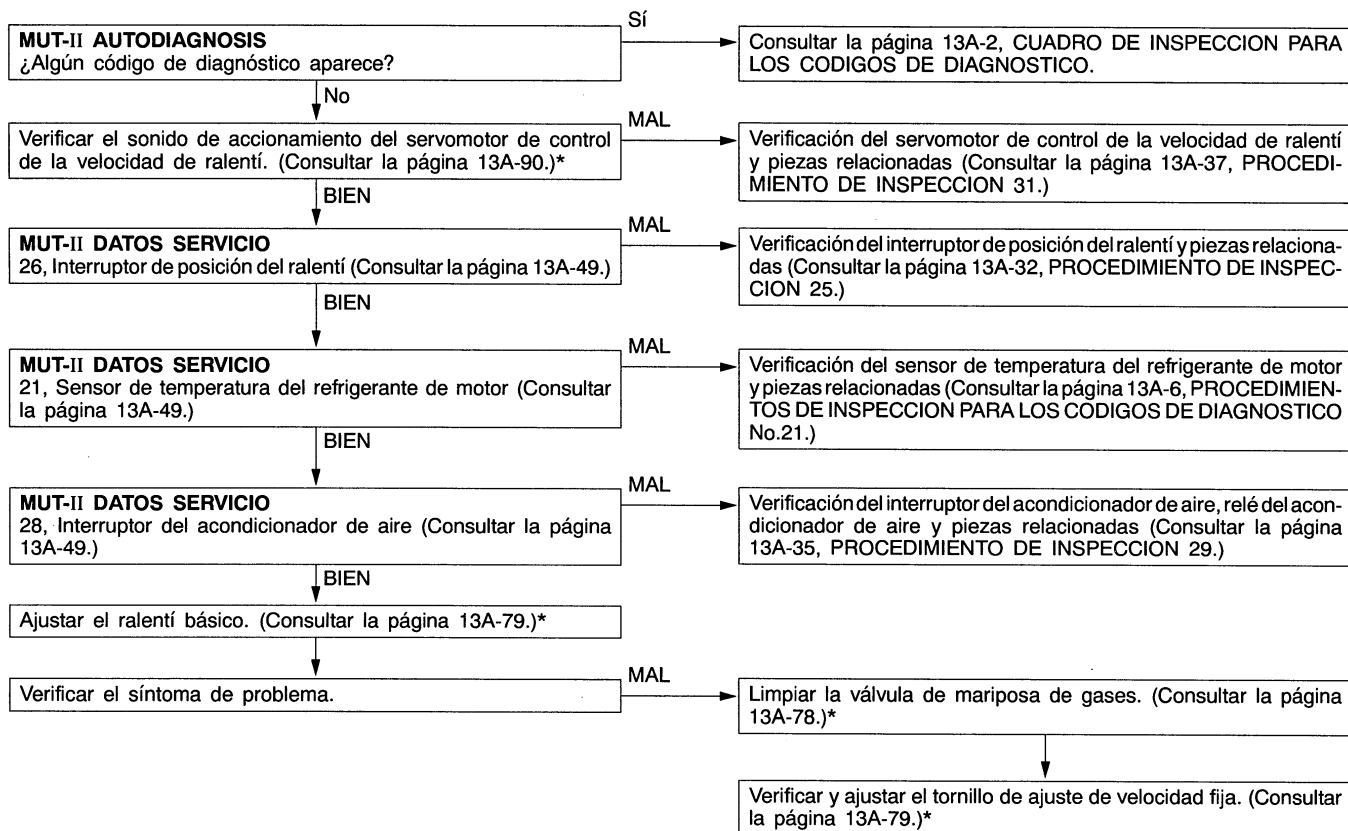 Sí
MUT-II AUTODIAGNOSIS
¿Algún código de diagnóstico aparece?
Consultar la página 13A-2, CUADRO DE INSPECCION PARA
LOS CODIGOS DE DIAGNOSTICO.
No
Verificar el sonido de accionamiento del servomotor de control
de la velocidad de ralentí. (Consultar la página 13A-90.)*
MAL
Verificación del servomotor de control de la velocidad de ralentí
y piezas relacionadas (Consultar la página 13A-37, PROCEDI-
MIENTO DE INSPECCION 31.)
BIEN
MUT-II DATOS SERVICIO
26, Interruptor de posición del ralentí (Consultar la página 13A-49.)
MAL
Verificación del interruptor de posición del ralentí y piezas relaciona-
das (Consultar la página 13A-32, PROCEDIMIENTO DE INSPEC-
CION 25.)
BIEN
MUT-II DATOS SERVICIO
21, Sensor de temperatura del refrigerante de motor (Consultar
la página 13A-49.)
MAL
Verificación del sensor de temperatura del refrigerante de motor
y piezas relacionadas (Consultar la página 13A-6, PROCEDIMIEN-
TOS DE INSPECCION PARA LOS CODIGOS DE DIAGNOSTICO
No.21.)
BIEN
MUT-II DATOS SERVICIO
28, Interruptor del acondicionador de aire (Consultar la página
13A-49.)
MAL
Verificación del interruptor del acondicionador de aire, relé del acon-
dicionador de aire y piezas relacionadas (Consultar la página
13A-35, PROCEDIMIENTO DE INSPECCION 29.)
BIEN
Ajustar el ralentí básico. (Consultar la página 13A-79.)*
Verificar el síntoma de problema.
MAL
Limpiar la válvula de mariposa de gases. (Consultar la página
13A-78.)*
Verificar y ajustar el tornillo de ajuste de velocidad fija. (Consultar
la página 13A-79.)*